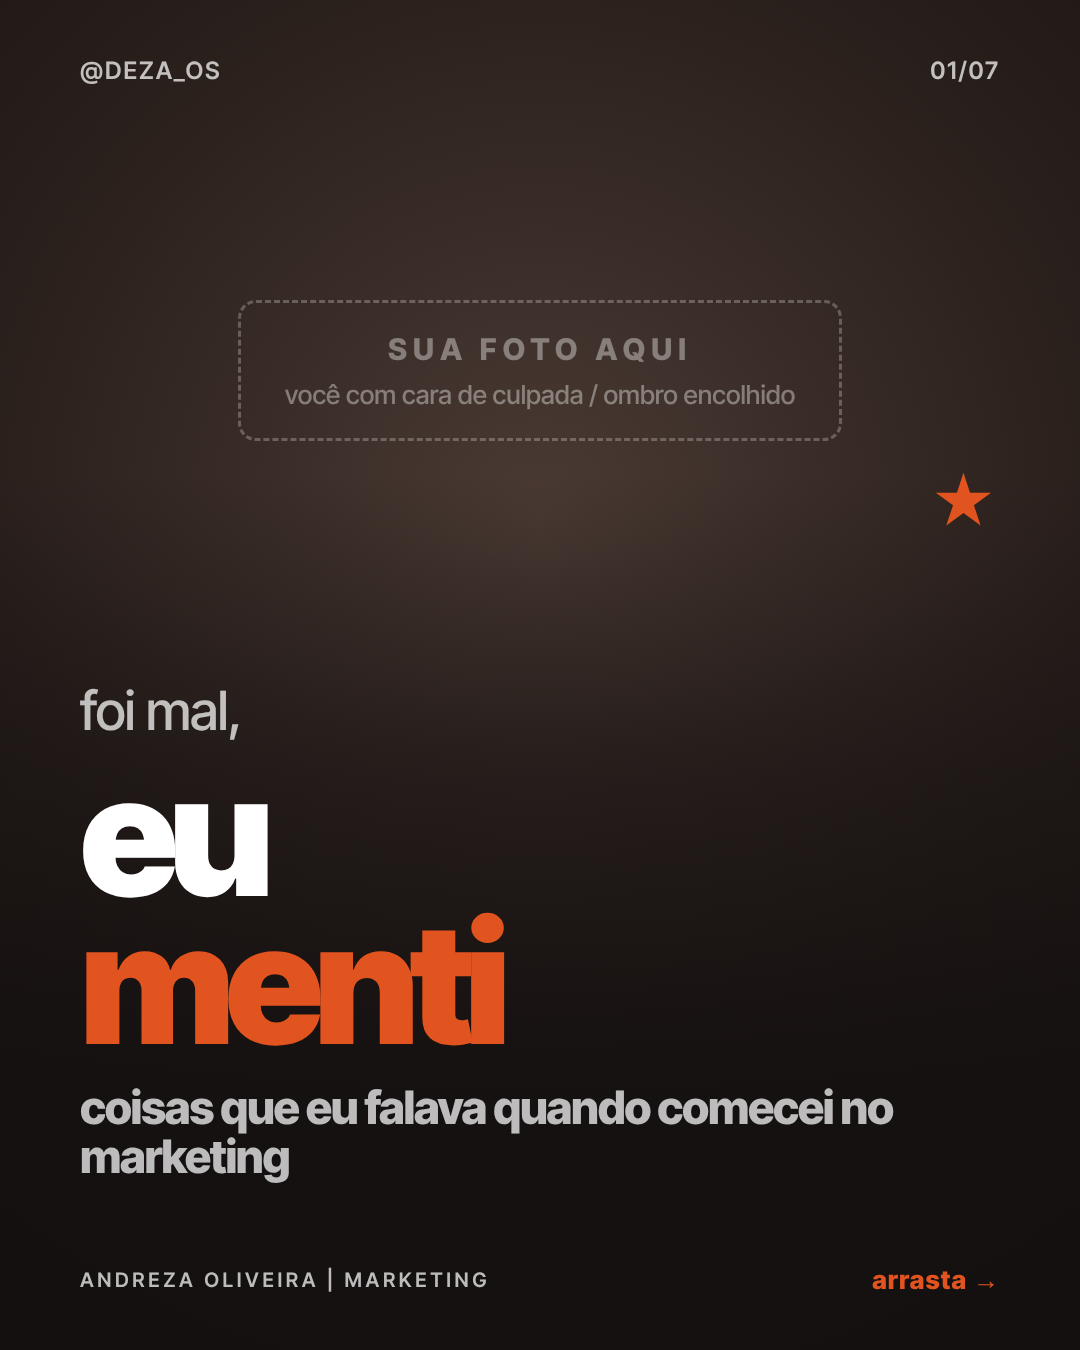 @DEZA_OS
01/07
SUA FOTO AQUI
você com cara de culpada / ombro encolhido
foi mal,
eu
menti
coisas que eu falava quando comecei no
marketing
ANDREZA OLIVEIRA | MARKETING
arrasta →